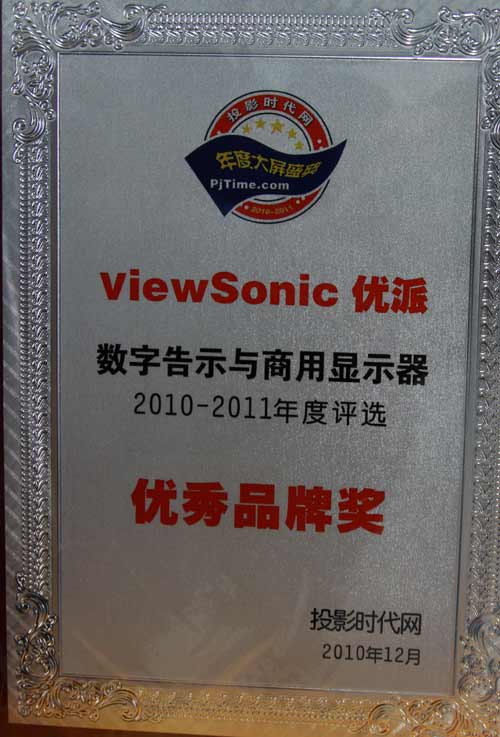 投影时代网
年度大屏盛典
PjTime.com
2010-2011
ViewSonic 优派
数字告示与商用显示器
2010-2011年度评选
优秀品牌奖
投影时代网
2010年12月